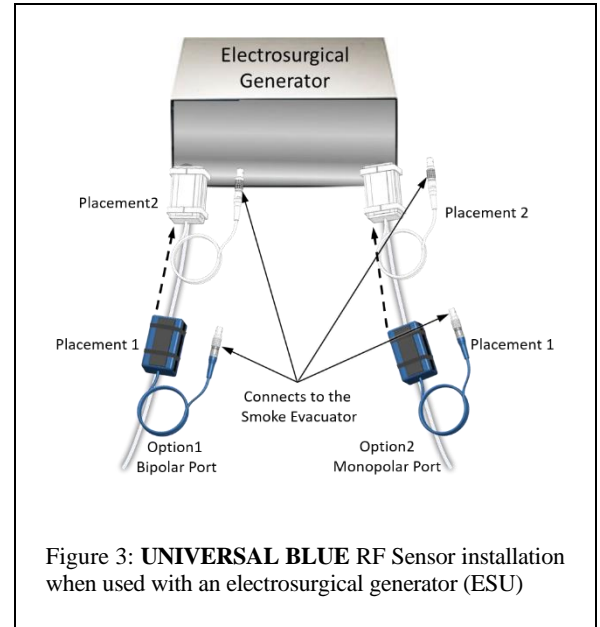 Electrosurgical
Generator
Placement2
Placement 2
Placement 1
Placement 1
Connects to the
Smoke Evacuator
Option1
Bipolar Port
Option2
Monopolar Port
Figure 3: UNIVERSAL BLUE RF Sensor installation
when used with an electrosurgical generator (ESU)